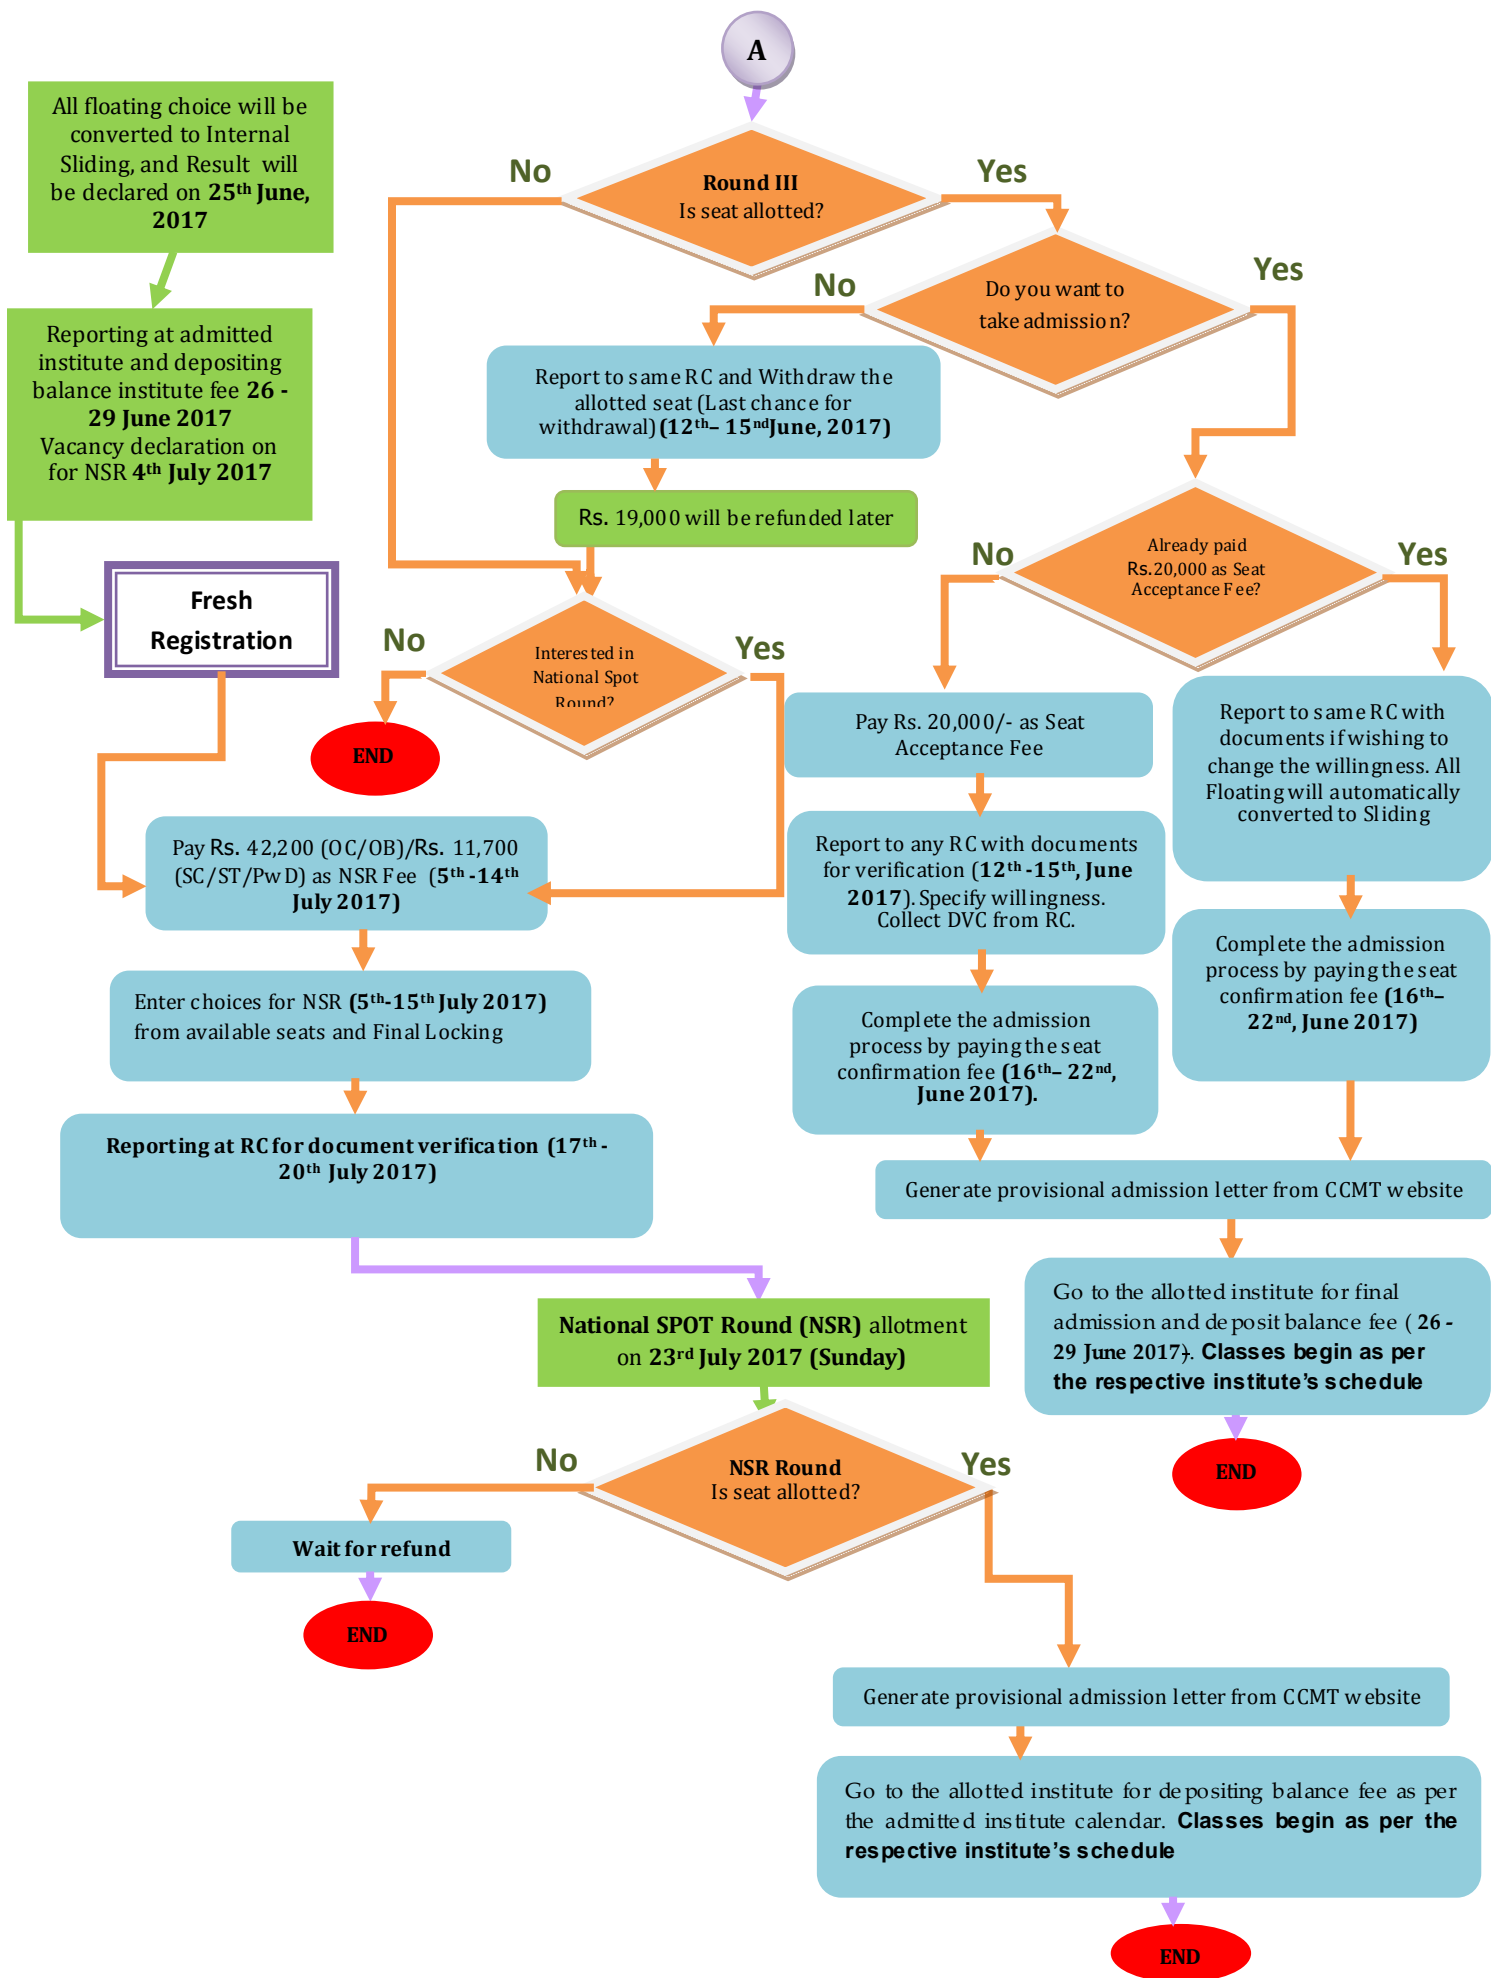 A
All floating choice will be
converted to Internal
Sliding, and Result will
be declared on 25th June,
2017
No
Yes
Round III
Is seat allotted?
Reporting at admitted
institute and depositing
balance institute fee 26 -
29 June 2017
Vacancy declaration on
for NSR 4th July 2017
No
Yes
Do you want to
take admission?
Report to same RC and Withdraw the
allotted seat (Last chance for
withdrawal) (12th– 15nd June, 2017)
Rs. 19,000 will be refunded later
No
Yes
Already paid
Rs.20,000 as Seat
Acceptance Fee?
Fresh
Registration
No
Yes
Interested in
National Spot
Round?
END
Pay Rs. 20,000/- as Seat
Acceptance Fee
Report to same RC with
documents if wishing to
change the willingness. All
Floating will automatically
converted to Sliding
Pay Rs. 42,200 (OC/OB)/Rs. 11,700
(SC/ST/PwD) as NSR Fee (5th -14th
July 2017)
Report to any RC with documents
for verification (12th -15th, June
2017). Specify willingness.
Collect DVC from RC.
Complete the admission
process by paying the seat
confirmation fee (16th–
22nd, June 2017)
Enter choices for NSR (5th-15th July 2017)
from available seats and Final Locking
Complete the admission
process by paying the seat
confirmation fee (16th– 22nd,
June 2017).
Reporting at RC for document verification (17th -
20th July 2017)
Generate provisional admission letter from CCMT website
Go to the allotted institute for final
admission and deposit balance fee ( 26 -
29 June 2017). Classes begin as per
the respective institute's schedule
END
National SPOT Round (NSR) allotment
on 23rd July 2017 (Sunday)
No
Yes
NSR Round
Is seat allotted?
Wait for refund
END
Generate provisional admission letter from CCMT website
Go to the allotted institute for depositing balance fee as per
the admitted institute calendar. Classes begin as per the
respective institute's schedule
END